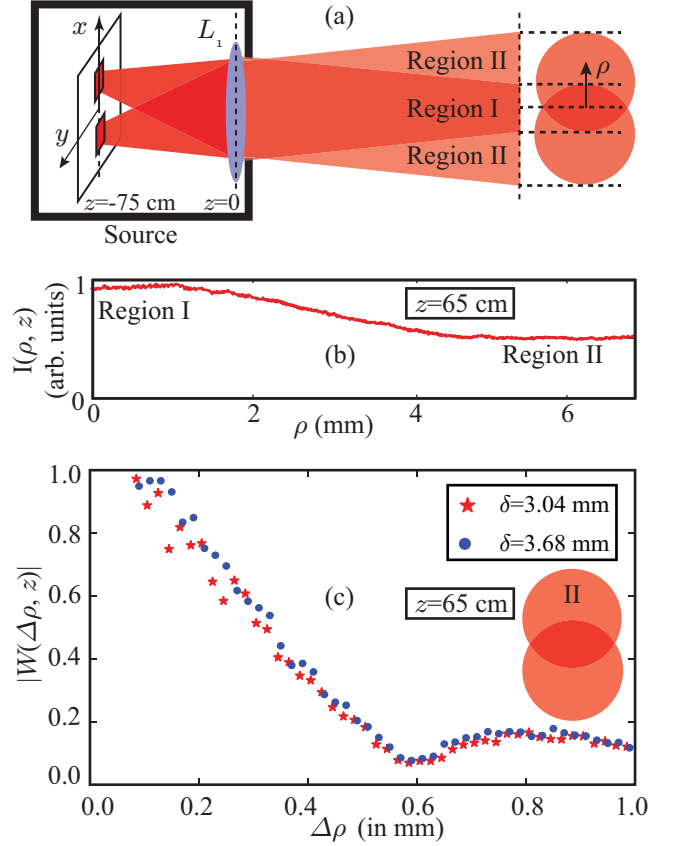 (a)
x
L₁
Region II
ρ
Region I
y
Region II
z=-75 cm
z=0
Source
I(ρ, z)
(arb. units)
1
0
Region I
z=65 cm
(b)
Region II
0
2
4
6
ρ (mm)
|W(Δρ, z)|
1.0
0.8
0.6
0.4
0.2
0.0
δ=3.04 mm
δ=3.68 mm
(c)
z=65 cm
II
0.0
0.2
0.4
0.6
0.8
1.0
Δρ (in mm)